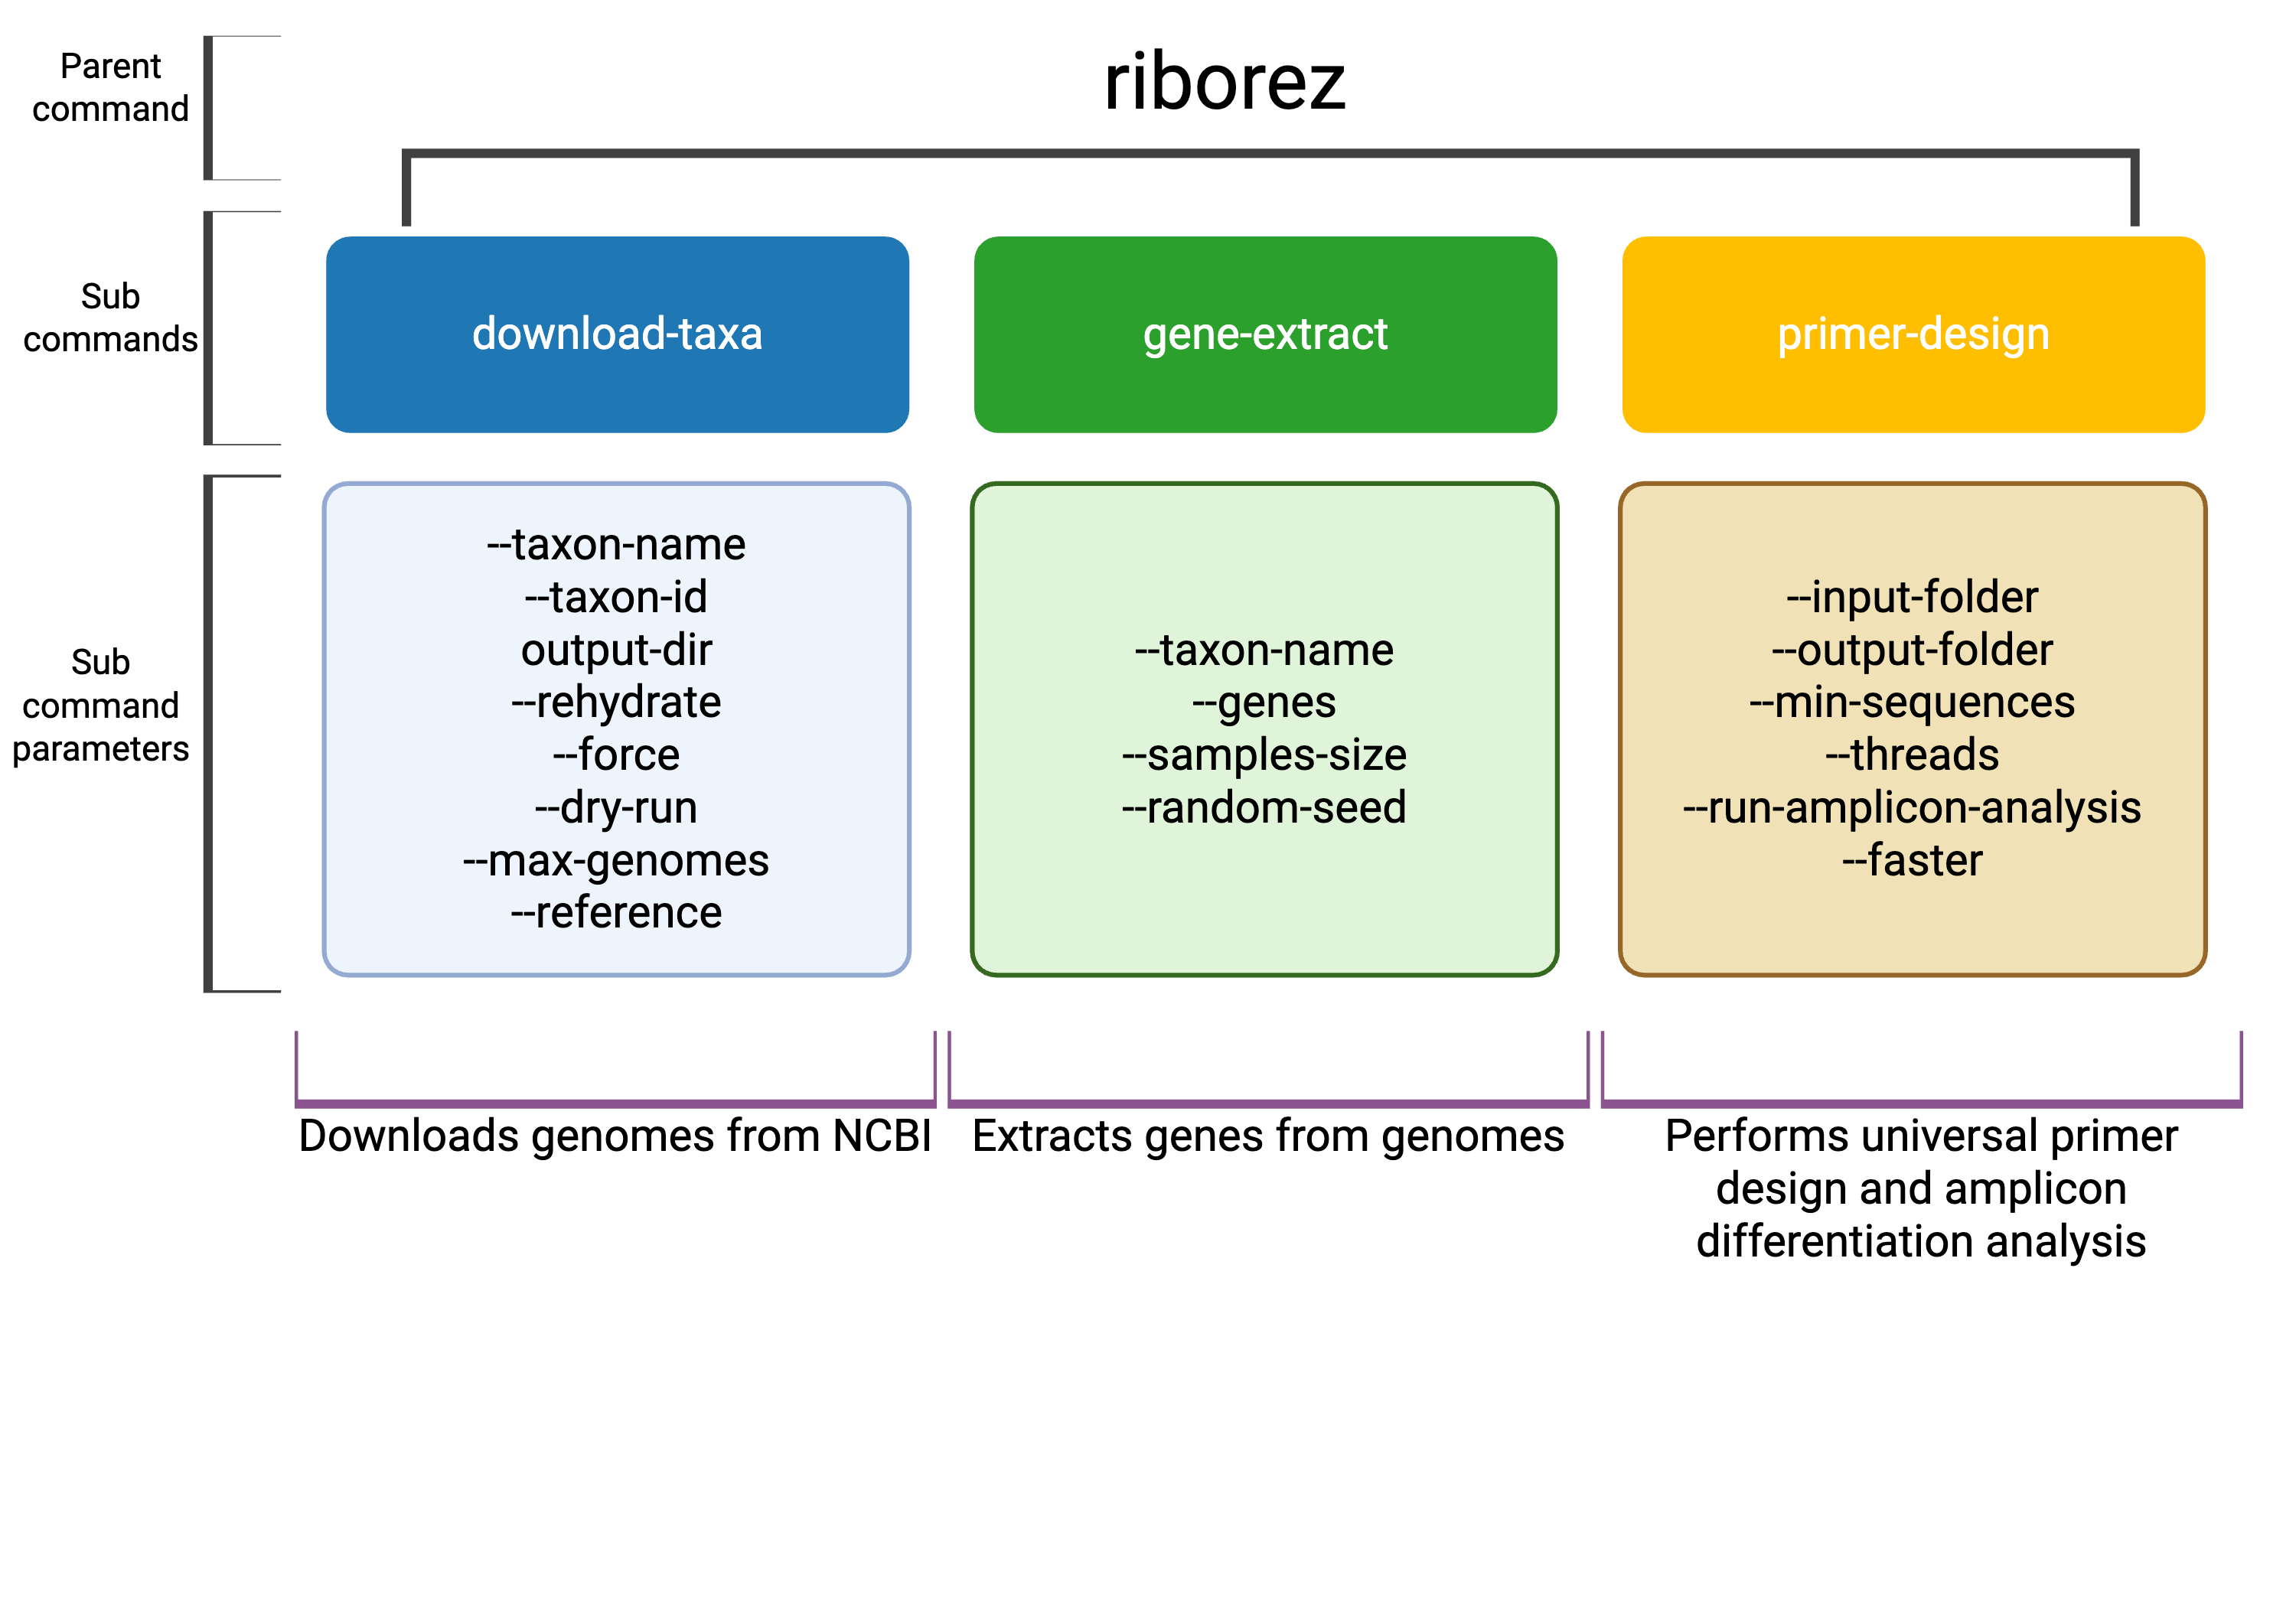 Parent
command
riborez
Sub
commands
download-taxa
gene-extract
primer-design
Sub
command
parameters
--taxon-name
--taxon-id
output-dir
--rehydrate
--force
--dry-run
--max-genomes
--reference
--taxon-name
--genes
--samples-size
--random-seed
--input-folder
--output-folder
--min-sequences
--threads
--run-amplicon-analysis
--faster
Downloads genomes from NCBI
Extracts genes from genomes
Performs universal primer
design and amplicon
differentiation analysis